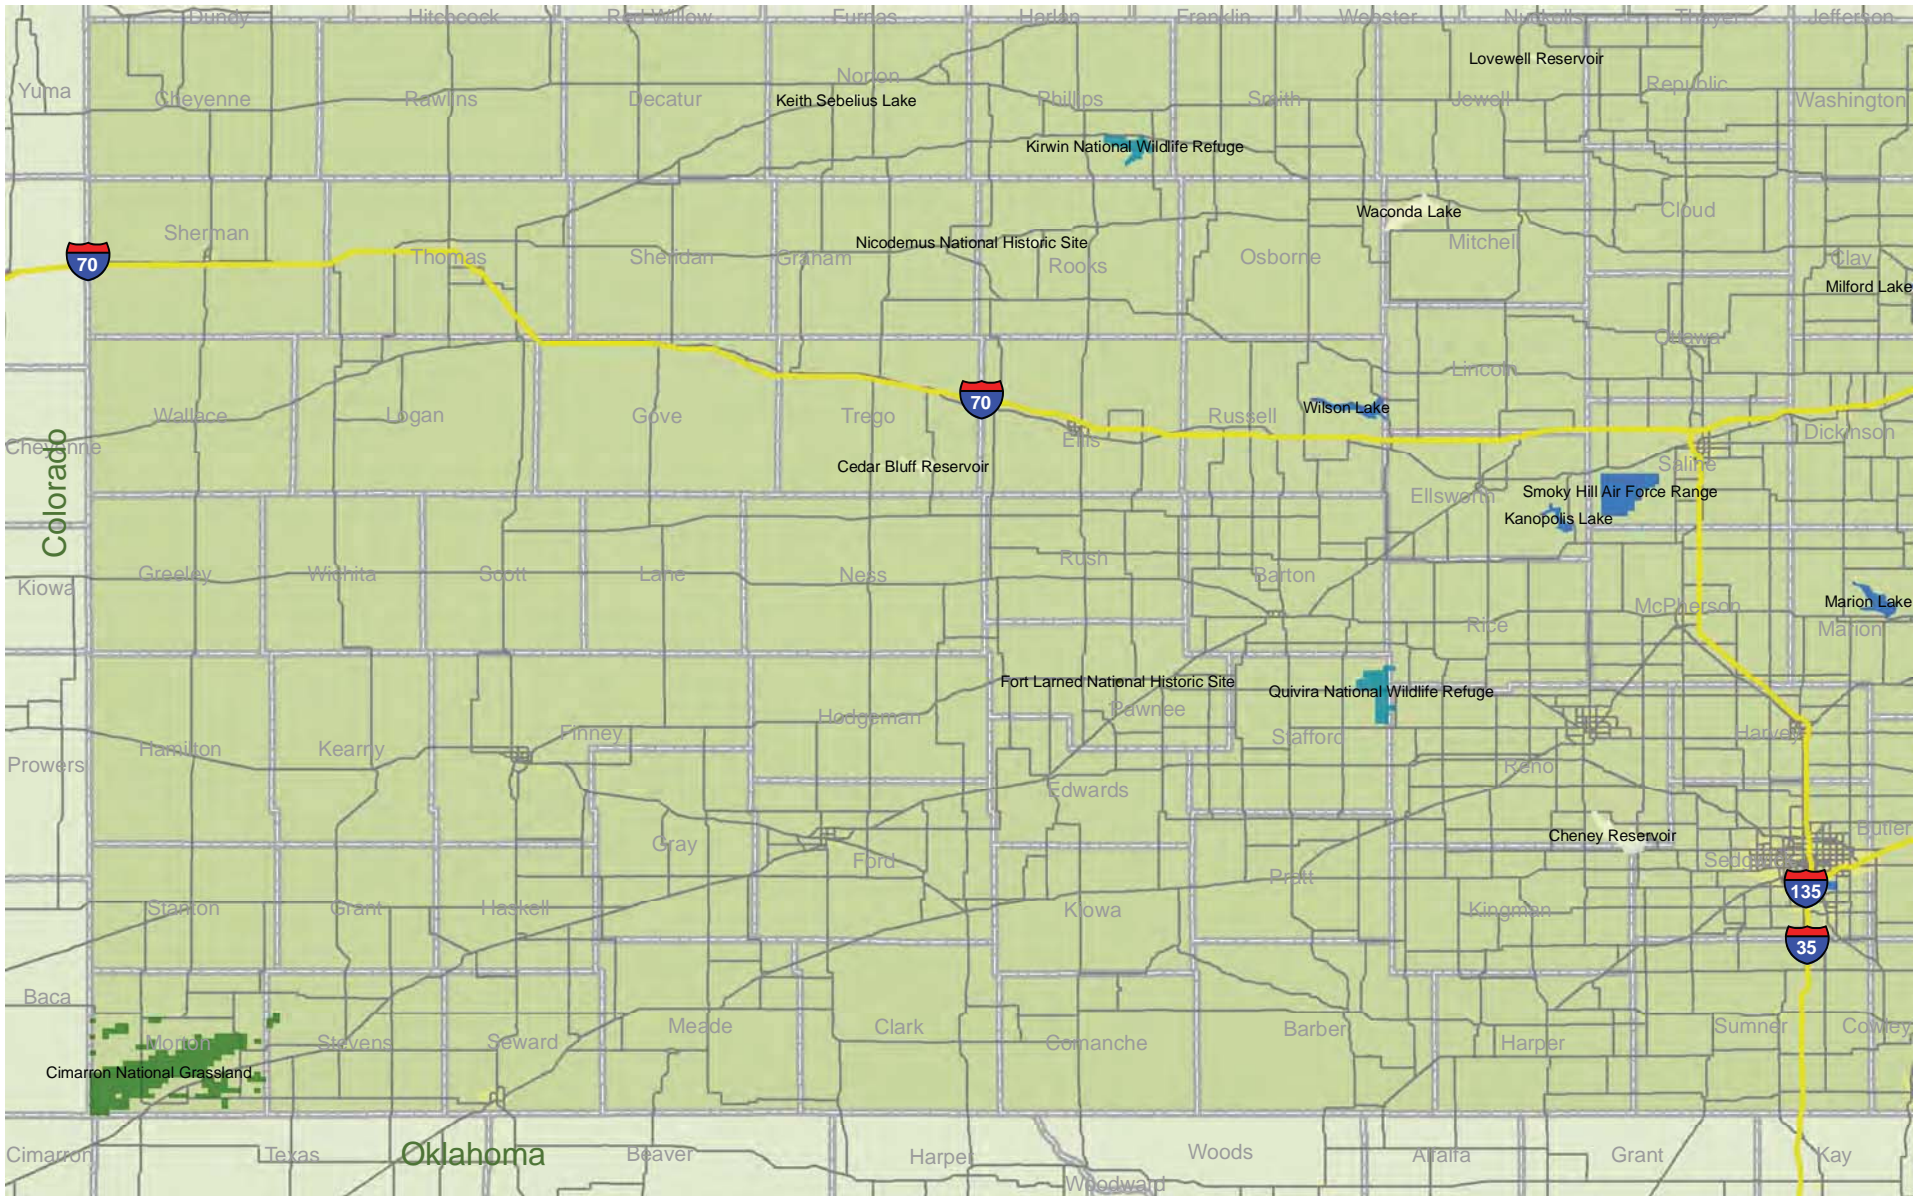 Dundy
Hitchcock
Red Willow
Furnas
Harlan
Franklin
Webster
Nuckolls
Thayer
Jefferson
Yuma
Cheyenne
Rawlins
Decatur
Norton
Keith Sebelius Lake
Phillips
Smith
Jewell
Lovewell Reservoir
Republic
Washington
Kirwin National Wildlife Refuge
Sherman
Thomas
Sheridan
Graham
Nicodemus National Historic Site
Rooks
Osborne
Waconda Lake
Mitchell
Cloud
Clay
Milford Lake
70
Ottawa
Lincoln
Wallace
Logan
Gove
Trego
70
Ellis
Russell
Wilson Lake
Dickinson
Cheyenne
Colorado
Cedar Bluff Reservoir
Ellsworth
Saline
Smoky Hill Air Force Range
Kanopolis Lake
Kiowa
Greeley
Wichita
Scott
Lane
Ness
Rush
Barton
Rice
McPherson
Marion Lake
Marion
Fort Larned National Historic Site
Pawnee
Quivira National Wildlife Refuge
Stafford
Hodgeman
Finney
Prowers
Hamilton
Kearny
Reno
Harvey
Edwards
Gray
Ford
Cheney Reservoir
Butler
Pratt
Stanton
Grant
Haskell
Kiowa
Kingman
135
35
Baca
Morton
Stevens
Seward
Meade
Clark
Comanche
Barber
Harper
Sumner
Cowley
Cimarron National Grassland
Cimarron
Texas
Oklahoma
Beaver
Harper
Woodward
Woods
Alfalfa
Grant
Kay